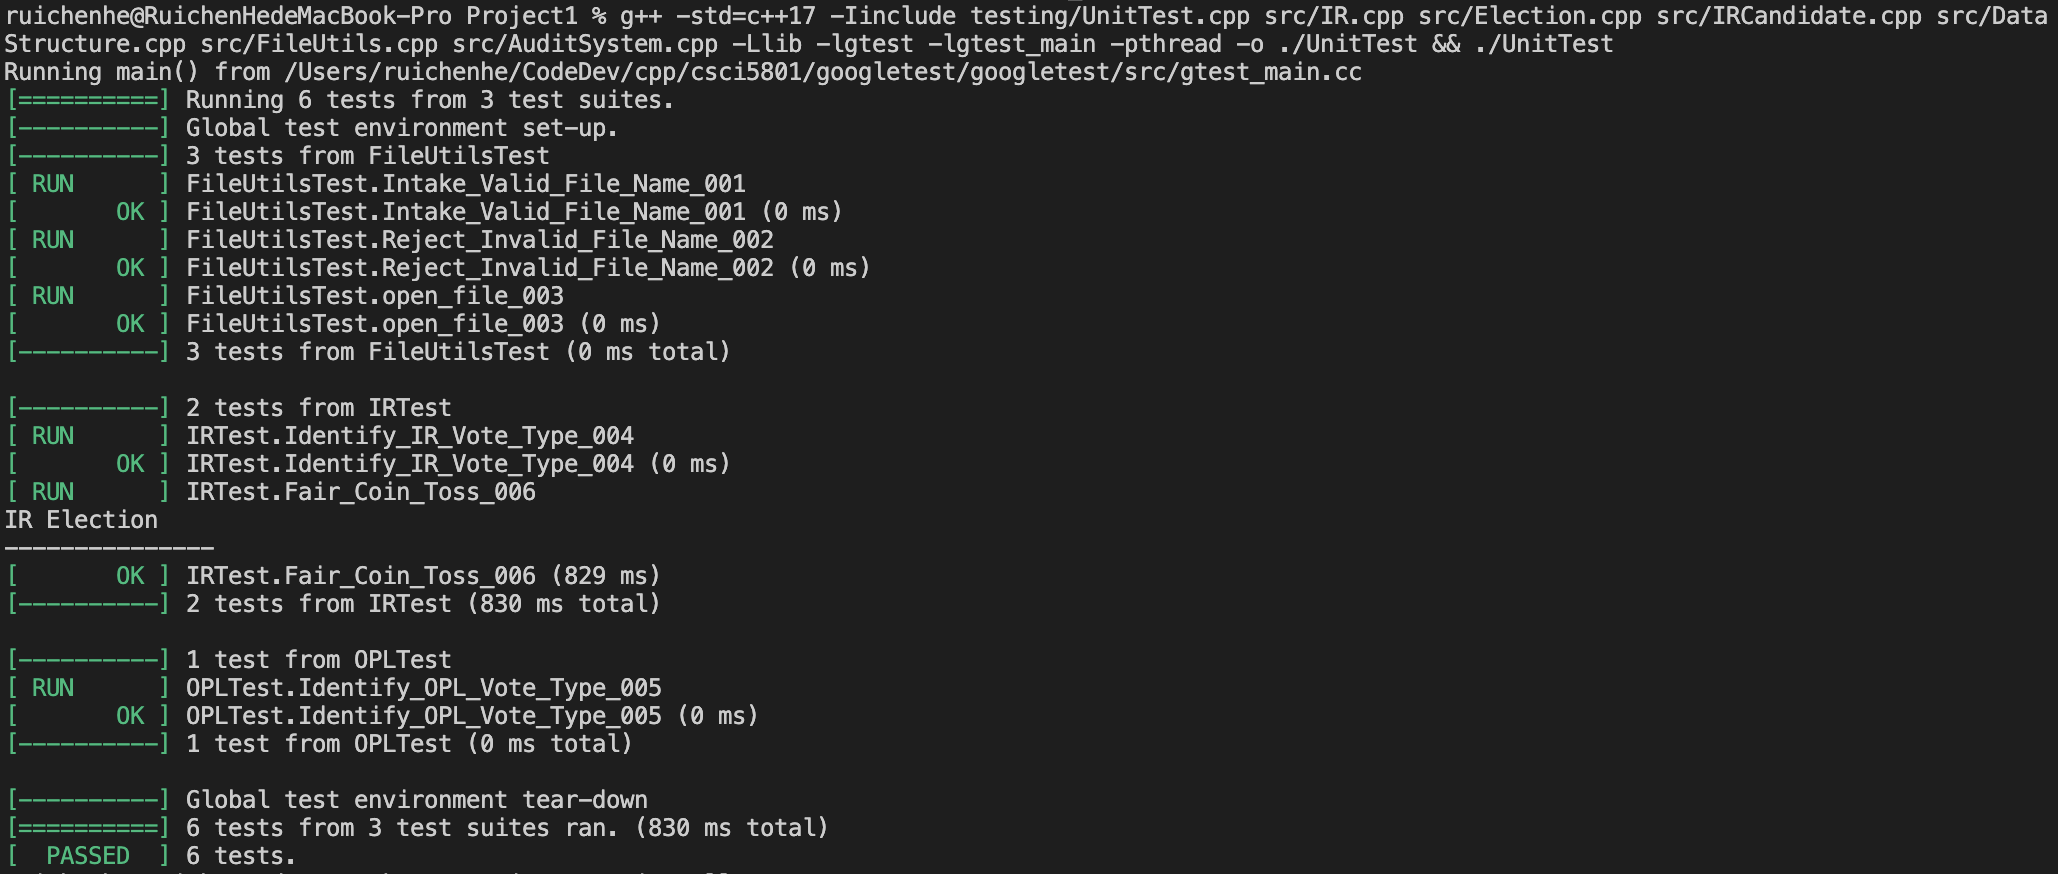 ruichenhe@RuichenHedeMacBook-Pro Project1 % g++ -std=c++17 -Iinclude testing/UnitTest.cpp src/IR.cpp src/Election.cpp src/IRCandidate.cpp src/Data
Structure.cpp src/FileUtils.cpp src/AuditSystem.cpp -Llib -lgtest -lgtest_main -pthread -o ./UnitTest && ./UnitTest
Running main() from /Users/ruichenhe/CodeDev/cpp/csci5801/googletest/googletest/src/gtest_main.cc
[==========] Running 6 tests from 3 test suites.
[----------] Global test environment set-up.
[----------] 3 tests from FileUtilsTest
[ RUN      ] FileUtilsTest.Intake_Valid_File_Name_001
[       OK ] FileUtilsTest.Intake_Valid_File_Name_001 (0 ms)
[ RUN      ] FileUtilsTest.Reject_Invalid_File_Name_002
[       OK ] FileUtilsTest.Reject_Invalid_File_Name_002 (0 ms)
[ RUN      ] FileUtilsTest.open_file_003
[       OK ] FileUtilsTest.open_file_003 (0 ms)
[----------] 3 tests from FileUtilsTest (0 ms total)

[----------] 2 tests from IRTest
[ RUN      ] IRTest.Identify_IR_Vote_Type_004
[       OK ] IRTest.Identify_IR_Vote_Type_004 (0 ms)
[ RUN      ] IRTest.Fair_Coin_Toss_006
IR Election
---------------
[       OK ] IRTest.Fair_Coin_Toss_006 (829 ms)
[----------] 2 tests from IRTest (830 ms total)

[----------] 1 test from OPLTest
[ RUN      ] OPLTest.Identify_OPL_Vote_Type_005
[       OK ] OPLTest.Identify_OPL_Vote_Type_005 (0 ms)
[----------] 1 test from OPLTest (0 ms total)

[----------] Global test environment tear-down
[==========] 6 tests from 3 test suites ran. (830 ms total)
[  PASSED  ] 6 tests.